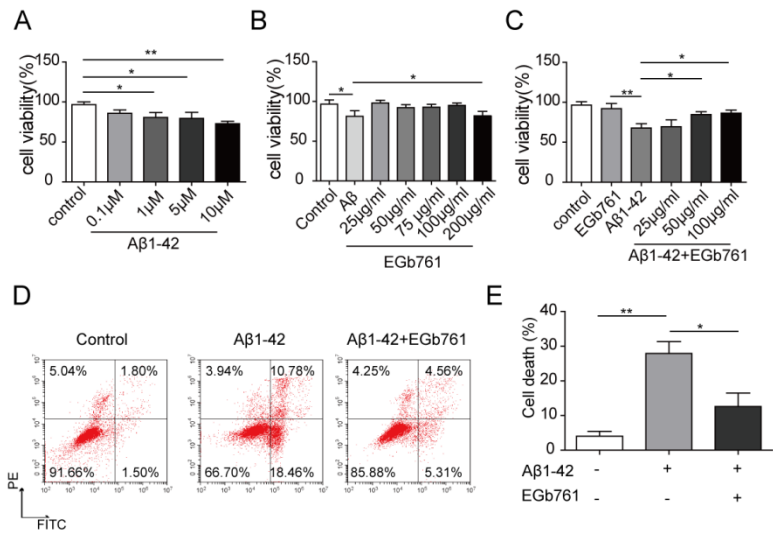 A
cell viability(%)
150
100
50
0
**
*
*
control
0.1μM
1μM
5μM
10μM
Aβ1-42
B
cell viability(%)
150
100
50
0
*
*
Control
Aβ
25μg/ml
50μg/ml
75 μg/ml
100μg/ml
200μg/ml
EGb761
C
cell viability(%)
150
100
50
0
*
*
**
control
EGb761
Aβ1-42
25μg/ml
50μg/ml
100μg/ml
Aβ1-42+EGb761
D
Control
Aβ1-42
Aβ1-42+EGb761
5.04%
1.80%
91.66%
1.50%
3.94%
10.78%
66.70%
18.46%
4.25%
4.56%
85.88%
5.31%
PE
FITC
E
Cell death (%)
40
30
20
10
0
**
*
Aβ1-42 - + +
EGb761 - - +